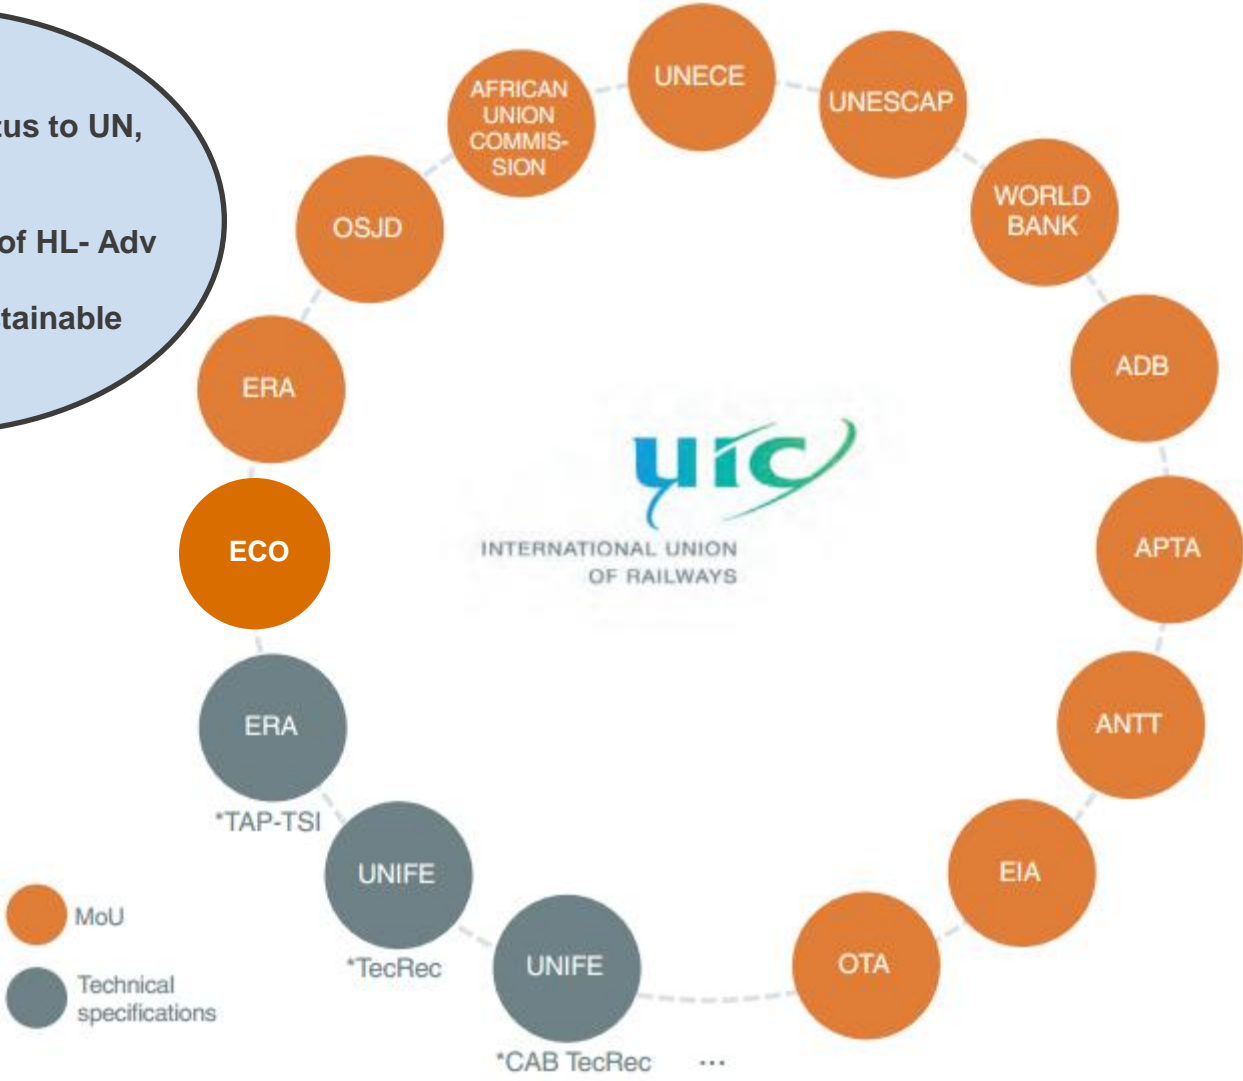 tus to UN,
of HL- Adv
tainable
UNECE
UNESCAP
AFRICAN
UNION
COMMIS-
SION
WORLD
BANK
OSJD
ADB
ERA
uic
INTERNATIONAL UNION
OF RAILWAYS
ECO
APTA
ERA
*TAP-TSI
ANTT
UNIFE
*TecRec
EIA
UNIFE
*CAB TecRec
...
OTA
MoU
Technical
specifications